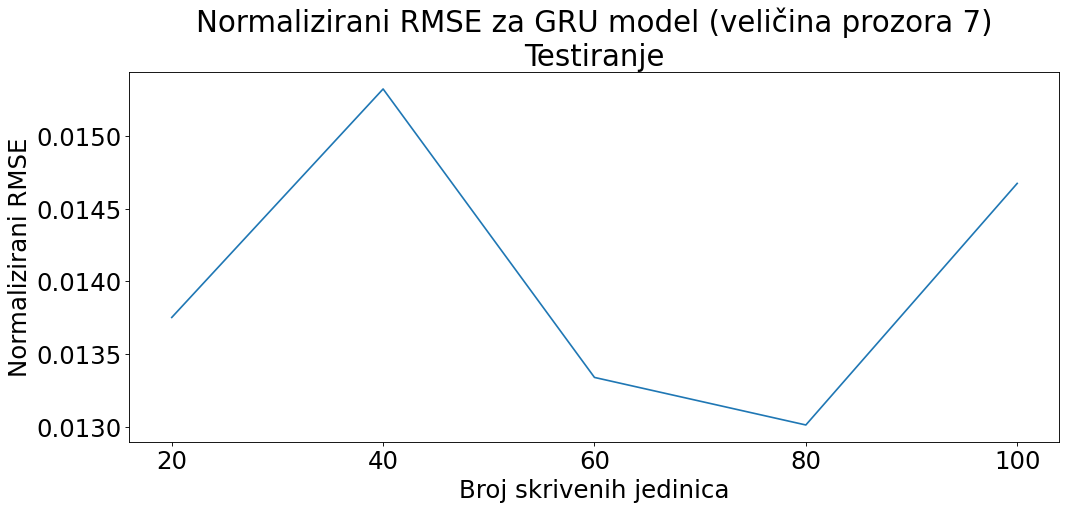 Normalizirani RMSE za GRU model (veličina prozora 7)
Testiranje
Normalizirani RMSE
0.0150
0.0145
0.0140
0.0135
0.0130
20 40 60 80 100
Broj skrivenih jedinica